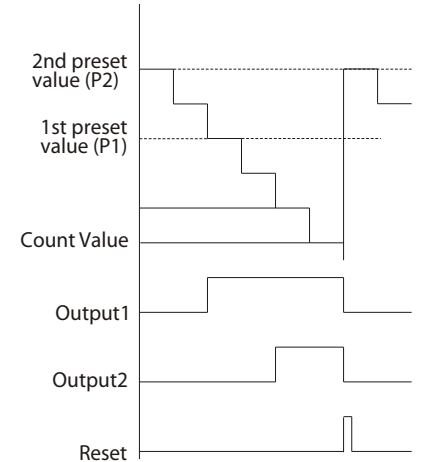 2nd preset
value (P2)
1st preset
value (P1)
Count Value
Output1
Output2
Reset